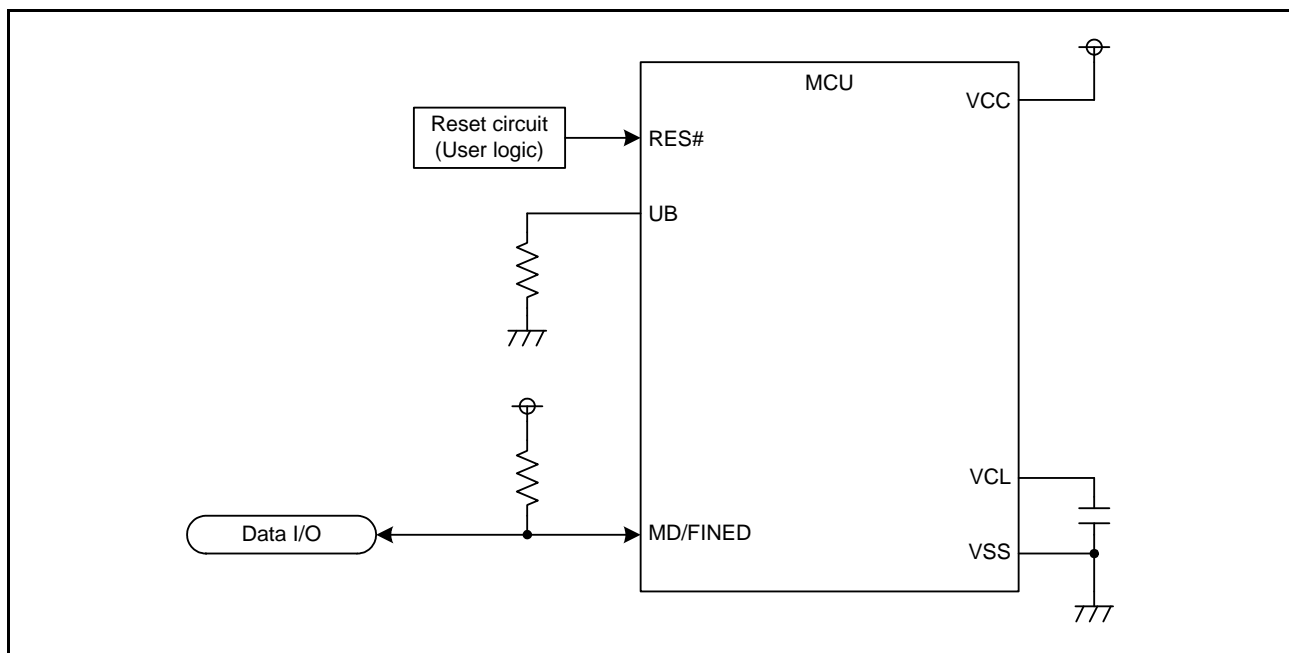 MCU
VCC
Reset circuit
(User logic)
RES#
UB
VCL
Data I/O
MD/FINED
VSS